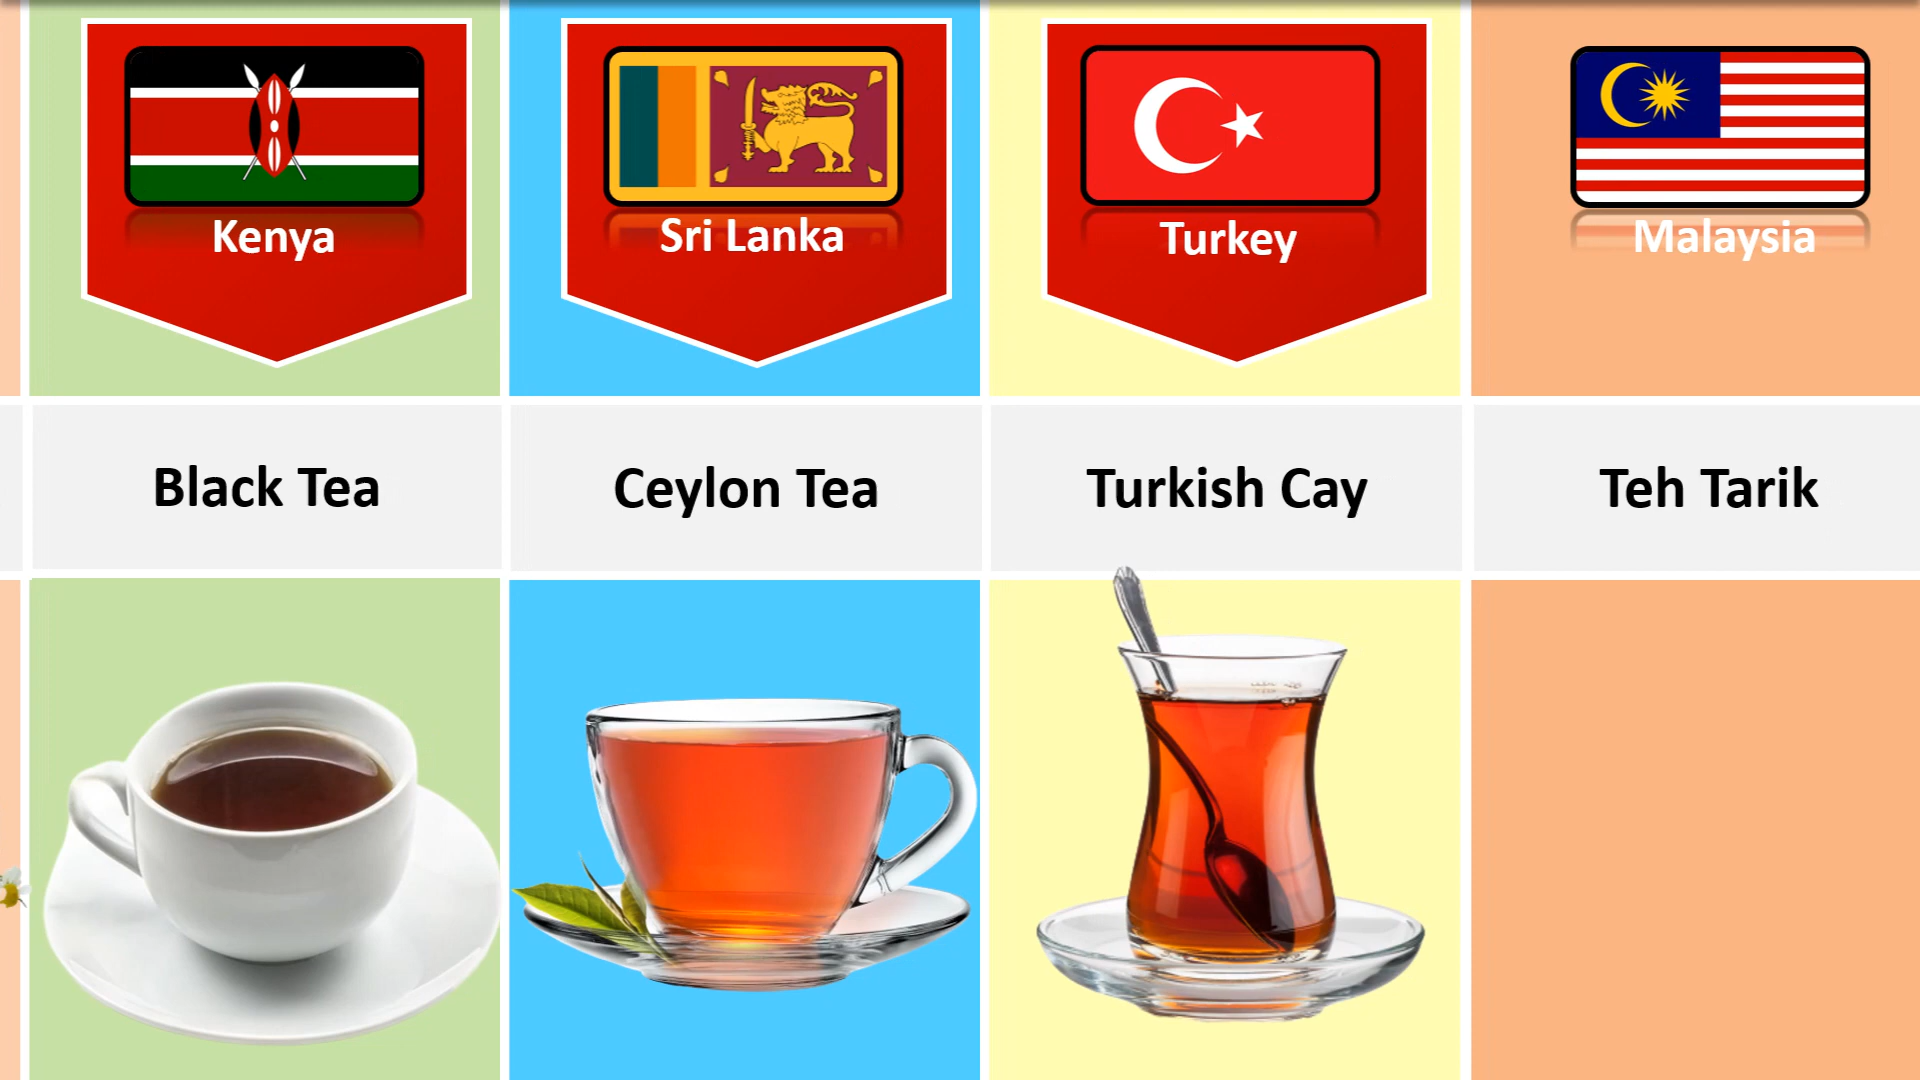 Kenya
Sri Lanka
Turkey
Malaysia
Black Tea
Ceylon Tea
Turkish Cay
Teh Tarik